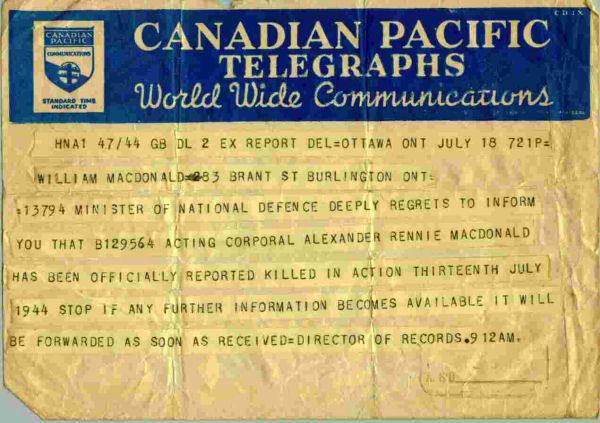 CDIX
CANADIAN
PACIFIC
COMMUNICATIONS
STANDARD TIME
INDICATED
CANADIAN PACIFIC
TELEGRAPHS
World Wide Communications
HNA1 47/44 GB DL 2 EX REPORT DEL=OTTAWA ONT JULY 18 721P=
WILLIAM MACDONALD=283 BRANT ST BURLINGTON ONT=
=13794 MINISTER OF NATIONAL DEFENCE DEEPLY REGRETS TO INFORM
YOU THAT B129564 ACTING CORPORAL ALEXANDER RENNIE MACDONALD
HAS BEEN OFFICIALLY REPORTED KILLED IN ACTION THIRTEENTH JULY
1944 STOP IF ANY FURTHER INFORMATION BECOMES AVAILABLE IT WILL
BE FORWARDED AS SOON AS RECEIVED=DIRECTOR OF RECORDS.912AM.